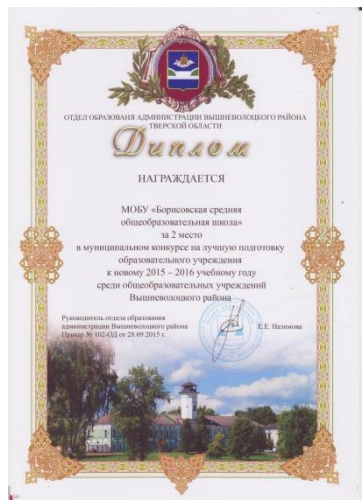 ОТДЕЛ ОБРАЗОВАНЯ АДМИНИСТРАЦИИ ВЫШНЕВОЛОЦКОГО РАЙОНА
ТВЕРСКОЙ ОБЛАСТИ
Диплом
НАГРАЖДАЕТСЯ
МОБУ «Борисовская средняя
общеобразовательная школа»
за 2 место
в муниципальном конкурсе на лучшую подготовку
образовательного учреждения
к новому 2015 – 2016 учебному году
среди общеобразовательных учреждений
Вышневолоцкого района
Руководитель отдела образования
администрации Вышневолоцкого района Е.Е. Назимова
Приказ № 102-ОД от 28.09.2015 г.